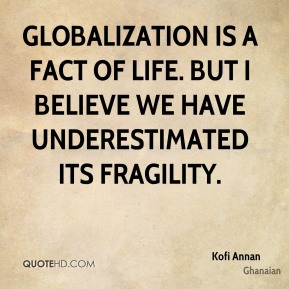 GLOBALIZATION IS A
FACT OF LIFE. BUT I
BELIEVE WE HAVE
UNDERESTIMATED
ITS FRAGILITY.
Kofi Annan
QUOTEHD.COM
Ghanaian